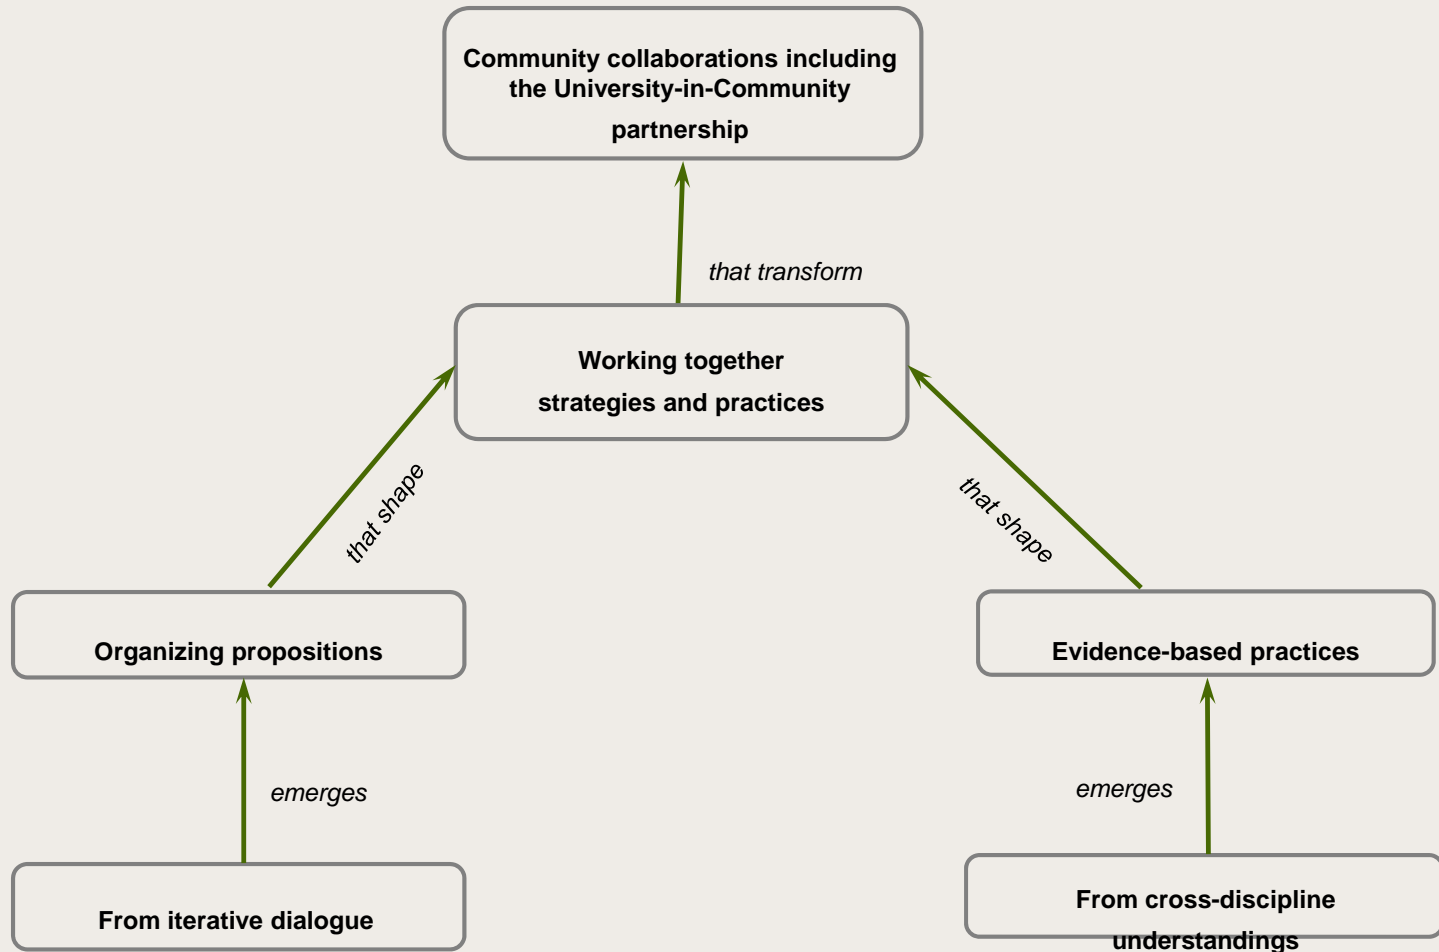 Community collaborations including
the University-in-Community
partnership
that transform
Working together
strategies and practices
that shape
that shape
Organizing propositions
Evidence-based practices
emerges
emerges
From iterative dialogue
From cross-discipline
understandings